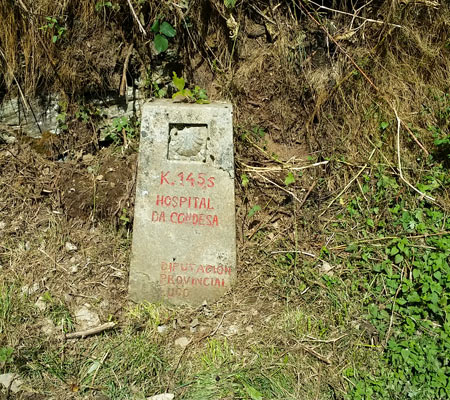 K.145,5
HOSPITAL
DA CONDESA
DIPUTACION
PROVINCIAL
LUGO